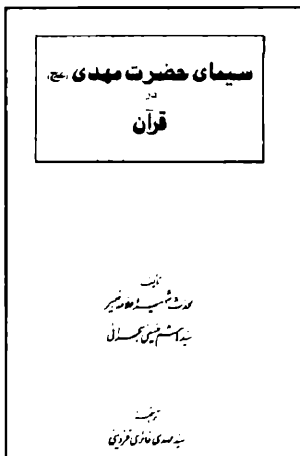 سیمای حضرت مهدی (عج)
در
قرآن
تألیف
محدث شهیر علامه خبیر
سید هاشم حسینی بحرانی
ترجمه
سید مهدی حائری قزوینی